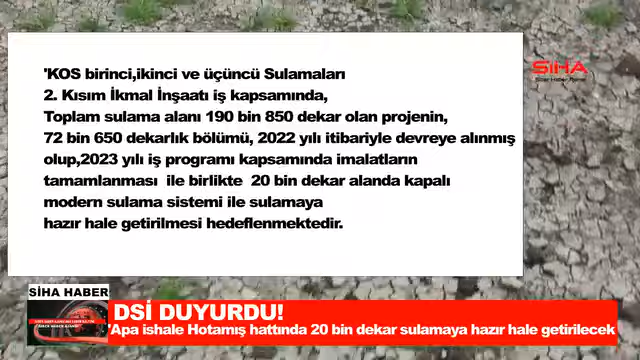 'KOS birinci,ikinci ve üçüncü Sulamaları
2. Kısım İkmal İnşaatı iş kapsamında,
Toplam sulama alanı 190 bin 850 dekar olan projenin,
72 bin 650 dekarlık bölümü, 2022 yılı itibariyle devreye alınmış
olup,2023 yılı iş programı kapsamında imalatların
tamamlanması ile birlikte 20 bin dekar alanda kapalı
modern sulama sistemi ile sulamaya
hazır hale getirilmesi hedeflenmektedir.
SİHA
SİHA HABER
DSİ DUYURDU!
'Apa ishale Hotamış hattında 20 bin dekar sulamaya hazır hale getirilecek